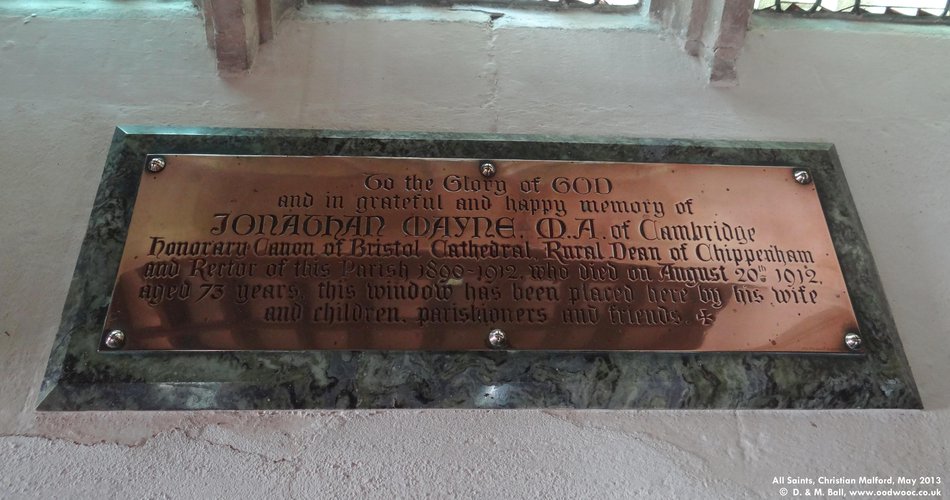 To the Glory of GOD
and in grateful and happy memory of
JONATHAN MAYNE. M.A. of Cambridge
Honorary Canon of Bristol Cathedral, Rural Dean of Chippenham
and Rector of this Parish 1890-1912, who died on August 20th 1912,
aged 73 years, this window has been placed here by his wife
and children, parishioners and friends.
All Saints, Christian Malford, May 2013
© D. & M. Ball, www.oodwooc.co.uk